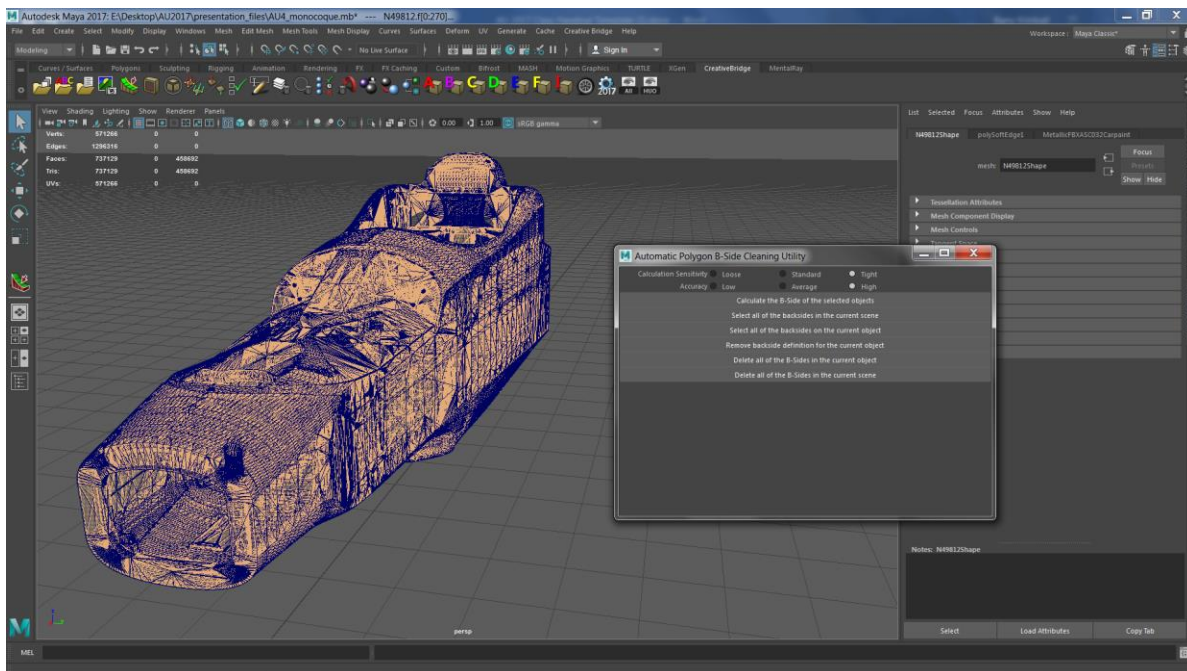 Autodesk Maya 2017: E:\Desktop\AU2017\presentation_files\AU4_monocoque.mb* --- N49812.f[0:270]...
File Edit Create Select Modify Display Windows Mesh Edit Mesh Mesh Tools Mesh Display Curves Surfaces Deform UV Generate Cache Creative Bridge Help
Workspace: Maya Classic*
Modeling No Live Surface Sign In
Curves / Surfaces Polygons Sculpting Rigging Animation Rendering FX FX Caching Custom Bifrost MASH Motion Graphics TURTLE XGen CreativeBridge MentalRay
2017 All HUD
View Shading Lighting Show Renderer Panels
0.00 1.00 sRGB gamma
Verts: 571266 0 0
Edges: 1296316 0 0
Faces: 737129 0 458692
Tris: 737129 0 458692
UVs: 571266 0 0
persp
List Selected Focus Attributes Show Help
N49812Shape polySoftEdge1 MetallicPBXASC032Carpaint
mesh: N49812Shape
Focus
Presets
Show Hide
Tessellation Attributes
Mesh Component Display
Mesh Controls
Tangent Space
Automatic Polygon B-Side Cleaning Utility
Calculation Sensitivity Loose Standard Tight
Accuracy Low Average High
Calculate the B-Side of the selected objects
Select all of the backsides in the current scene
Select all of the backsides on the current object
Remove backside definition for the current object
Delete all of the B-Sides in the current object
Delete all of the B-Sides in the current scene
Notes: N49812Shape
Select Load Attributes Copy Tab
MEL